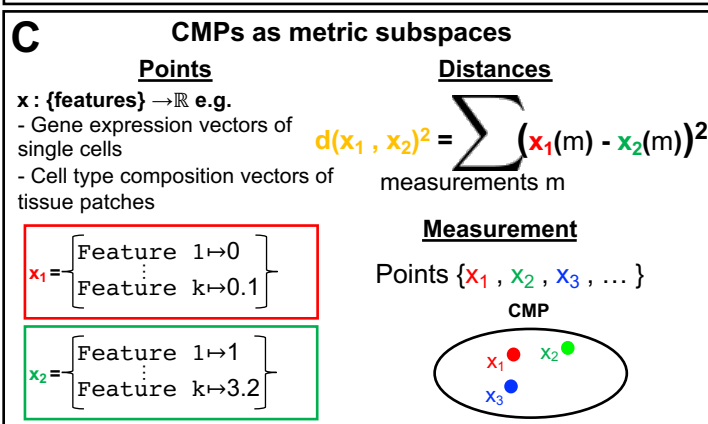 C
CMPs as metric subspaces
Points
x : {features} →ℝ e.g.
- Gene expression vectors of
single cells
- Cell type composition vectors of
tissue patches
x₁= {Feature 1↦0
⋮
Feature k↦0.1}
x₂= {Feature 1↦1
⋮
Feature k↦3.2}
Distances
d(x₁ , x₂)² = ∑ (x₁(m) - x₂(m))²
measurements m
Measurement
Points {x₁ , x₂ , x₃ , … }
CMP
x₁
x₂
x₃